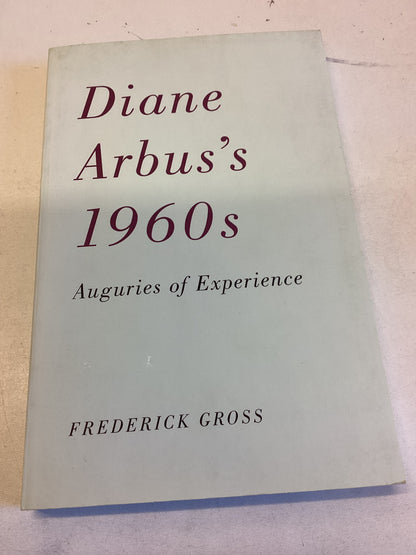 Diane
Arbus's
1960s
Auguries of Experience
FREDERICK GROSS